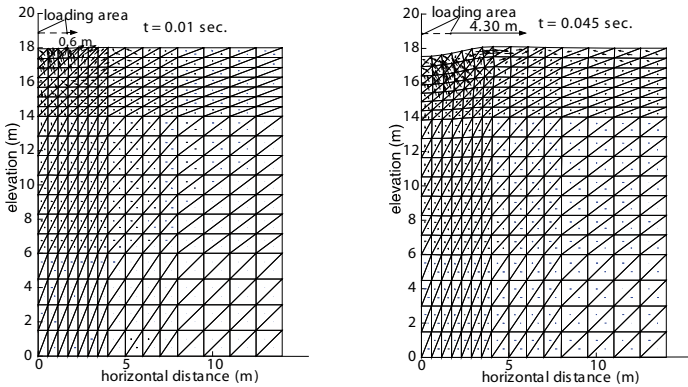 loading area
0.6 m
t = 0.01 sec.
20
18
16
14
12
10
8
6
4
2
0
elevation (m)
0
5
10
horizontal distance (m)
loading area
4.30 m
t = 0.045 sec.
20
18
16
14
12
10
8
6
4
2
0
elevation (m)
0
5
10
horizontal distance (m)